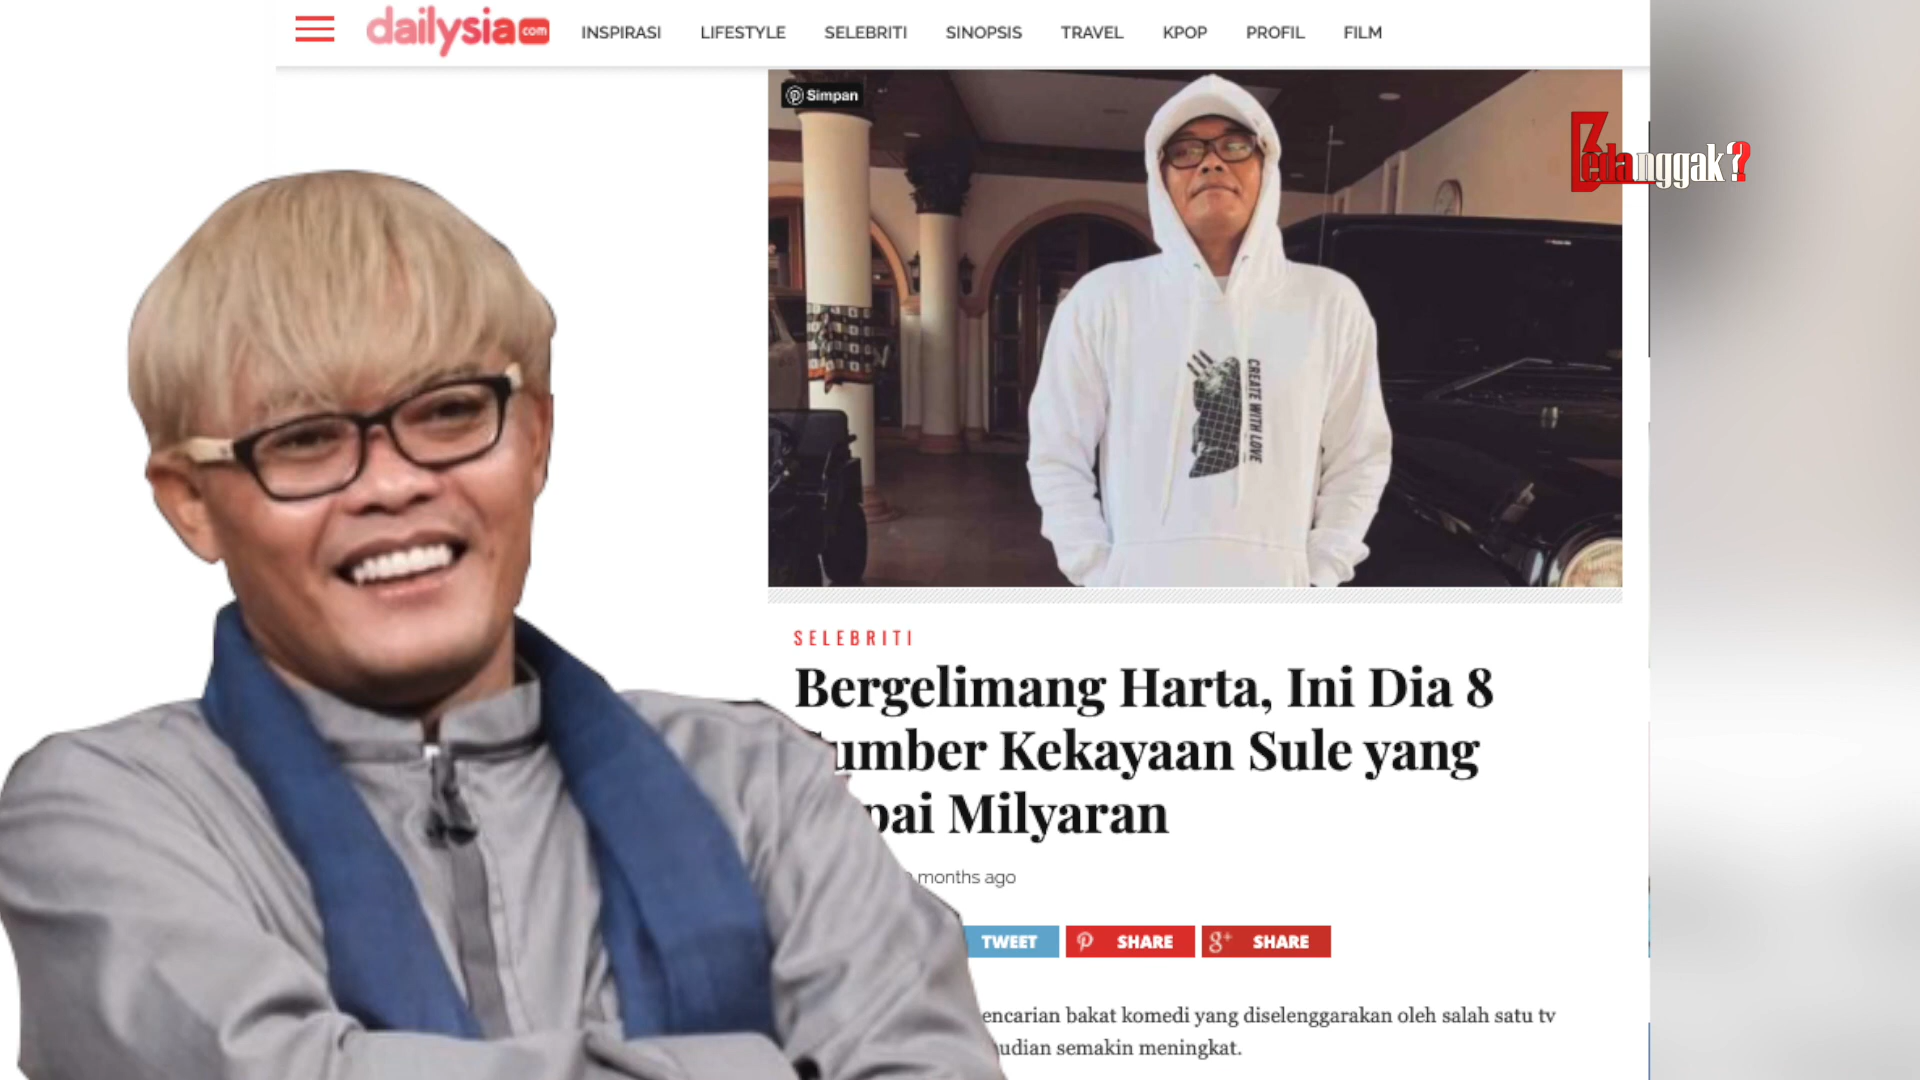 dailysia com INSPIRASI LIFESTYLE SELEBRITI SINOPSIS TRAVEL KPOP PROFIL FILM
Simpan
Bedanggak?
CREATE WITH LOVE
SELEBRITI
Bergelimang Harta, Ini Dia 8
umber Kekayaan Sule yang
pai Milyaran
months ago
TWEET SHARE SHARE
encarian bakat komedi yang diselenggarakan oleh salah satu tv
udian semakin meningkat.